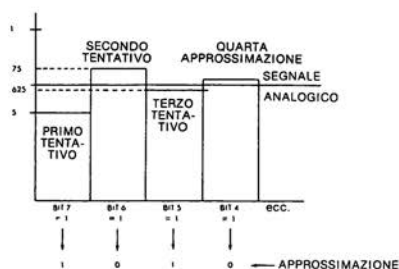 1
SECONDO
TENTATIVO
QUARTA
APPROSSIMAZIONE
75
SEGNALE
625
ANALOGICO
TERZO
TENTA-
TIVO
5
PRIMO
TENTA-
TIVO
BIT 7 BIT 6 BIT 5 BIT 4 ecc.
= 1 = 1 = 1 = 1
1 0 1 0 APPROSSIMAZIONE